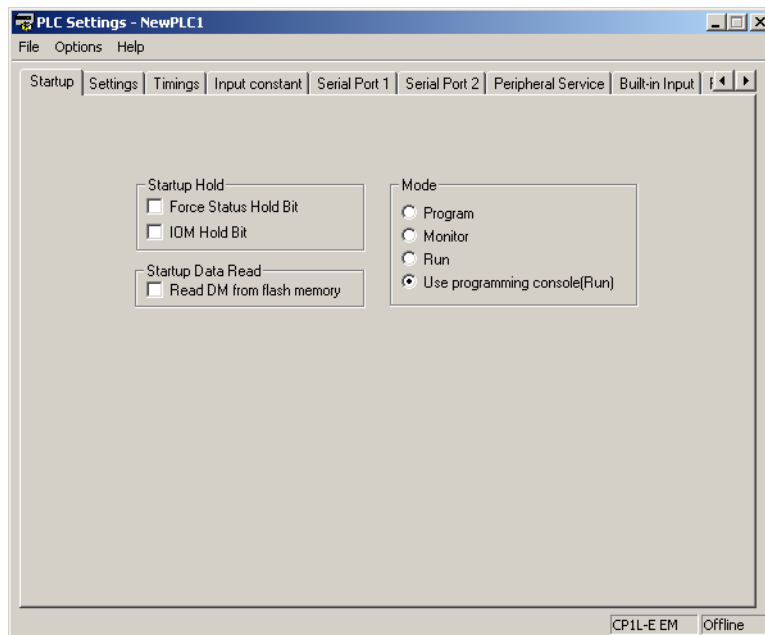 PLC Settings - NewPLC1
File Options Help
Startup Settings Timings Input constant Serial Port 1 Serial Port 2 Peripheral Service Built-in Input
Startup Hold
Force Status Hold Bit
IOM Hold Bit
Startup Data Read
Read DM from flash memory
Mode
Program
Monitor
Run
Use programming console(Run)
CP1L-E EM Offline